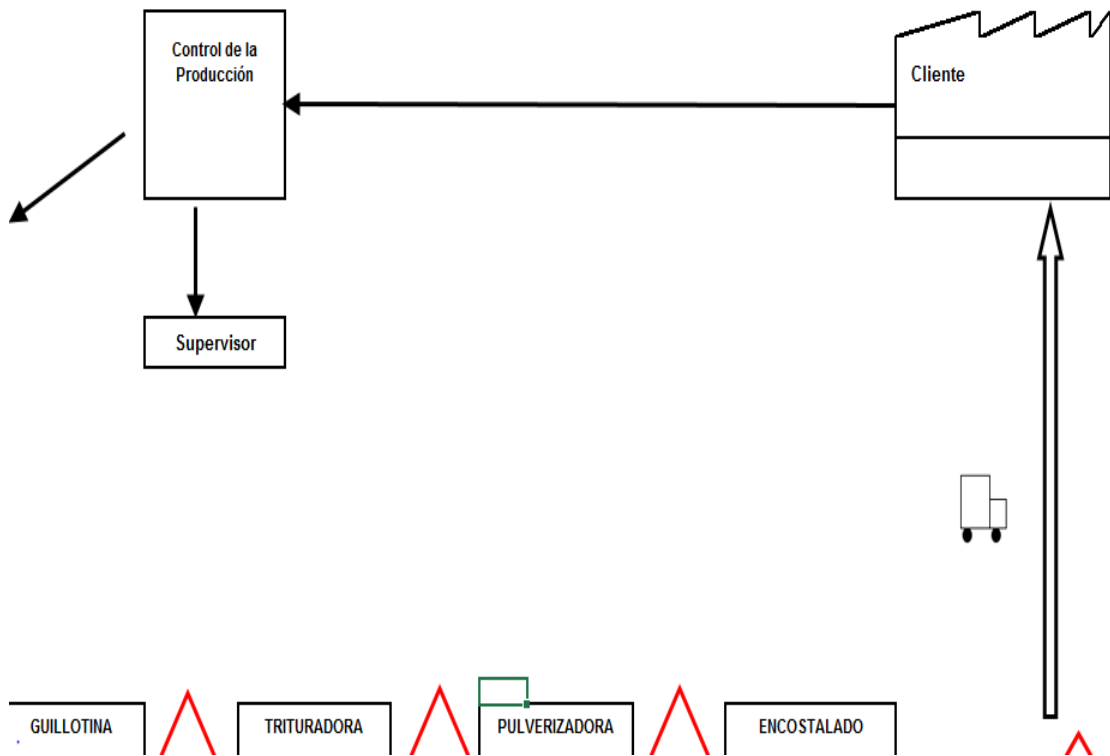 Control de la
Producción
Cliente
Supervisor
GUILLOTINA
TRITURADORA
PULVERIZADORA
ENCOSTALADO